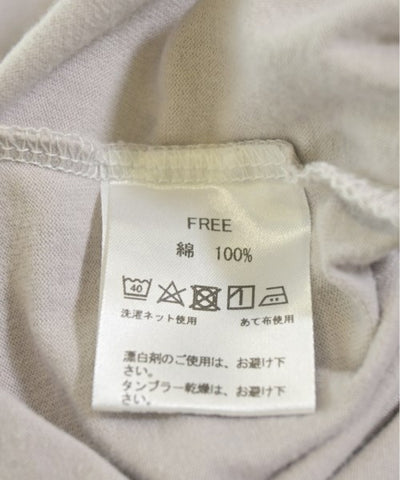 FREE
綿 100%
40
洗濯ネット使用 あて布使用
漂白剤のご使用は、お避け下
さい。
タンブラー乾燥は、お避け下
さい。